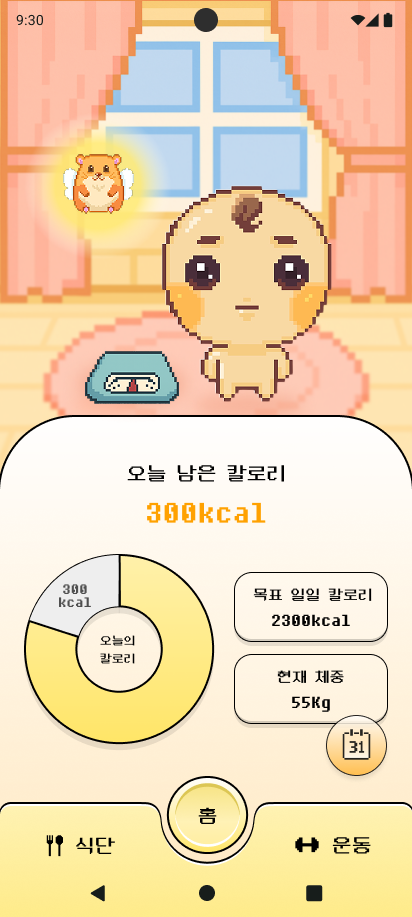 9:30
오늘 남은 칼로리
300kcal
300
kcal
오늘의
칼로리
목표 일일 칼로리
2300kcal
현재 체중
55Kg
31
식단
홈
운동